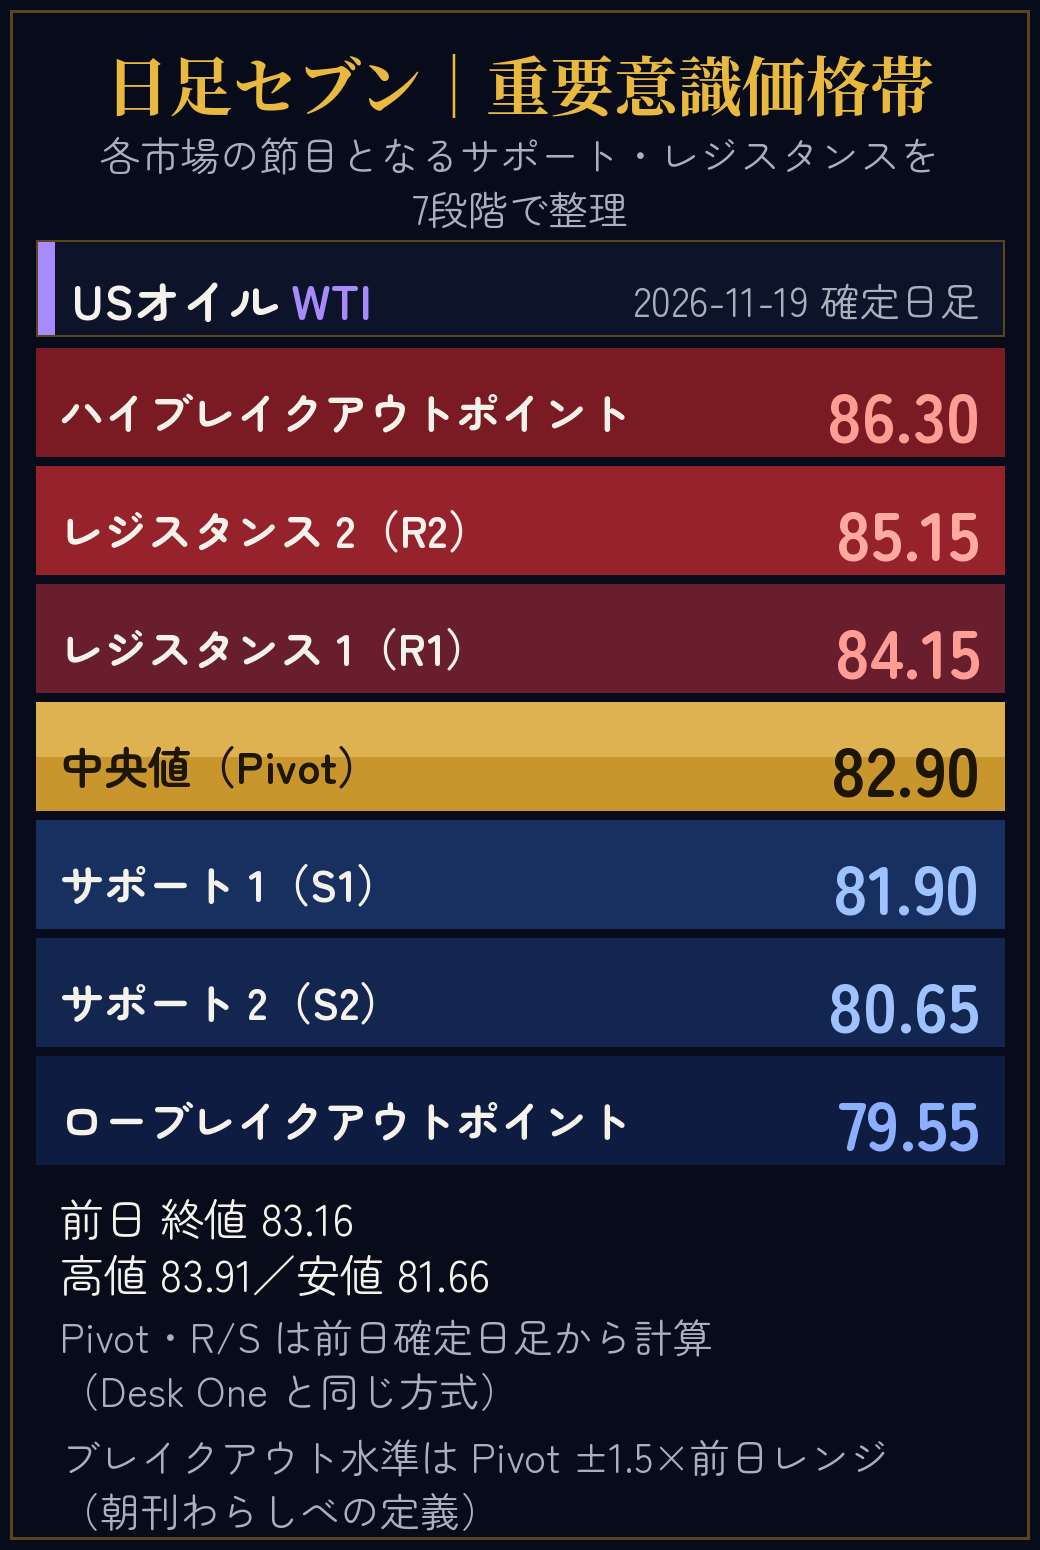 日足セブン｜重要意識価格帯
各市場の節目となるサポート・レジスタンスを
7段階で整理
USオイル WTI 2026-11-19 確定日足
ハイブレイクアウトポイント 86.30
レジスタンス 2（R2） 85.15
レジスタンス 1（R1） 84.15
中央値（Pivot） 82.90
サポート 1（S1） 81.90
サポート 2（S2） 80.65
ローブレイクアウトポイント 79.55
前日 終値 83.16
高値 83.91／安値 81.66
Pivot・R/S は前日確定日足から計算
（Desk One と同じ方式）
ブレイクアウト水準は Pivot ±1.5×前日レンジ
（朝刊わらしべの定義）